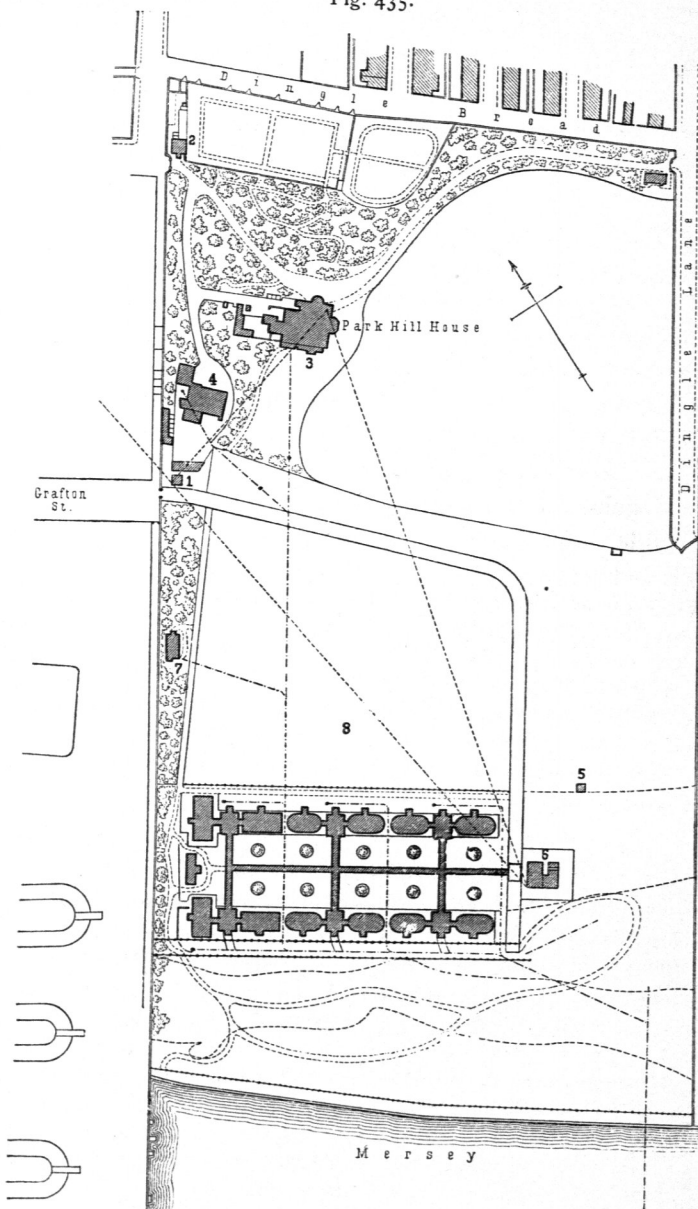 Fig. 435.
Dingle Bread
2
Park Hill House
3
4
Dingle Lane
1
Grafton
St.
7
8
5
6
Mersey